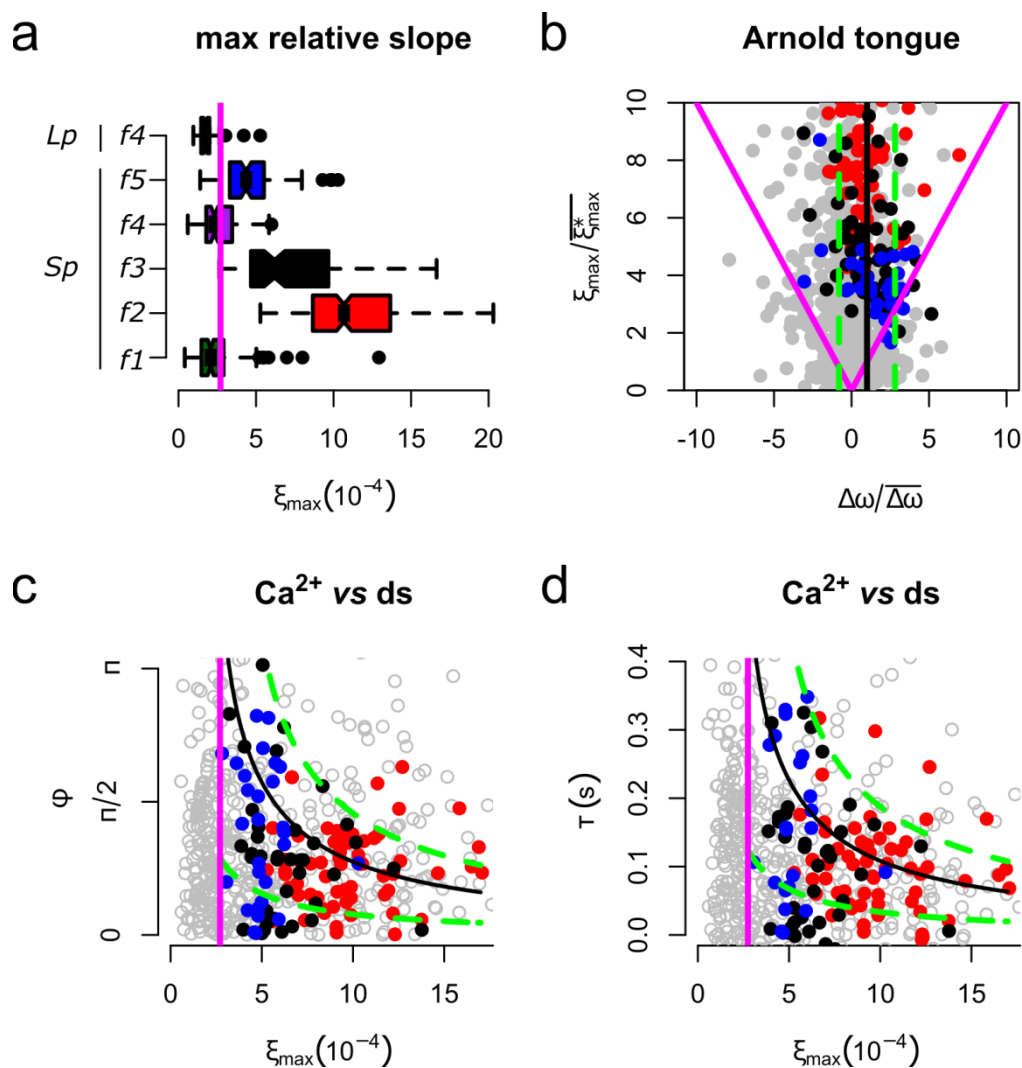 a
max relative slope
Lp
f4
f5
f4
Sp
f3
f2
f1
0 5 10 15 20
ξmax(10⁻⁴)
b
Arnold tongue
0 2 4 6 8 10
ξmax/ξ*max
-10 -5 0 5 10
Δω/Δω
c
Ca²⁺ vs ds
0 π/2 π
φ
0 5 10 15
ξmax(10⁻⁴)
d
Ca²⁺ vs ds
0.0 0.1 0.2 0.3 0.4
τ(s)
0 5 10 15
ξmax(10⁻⁴)